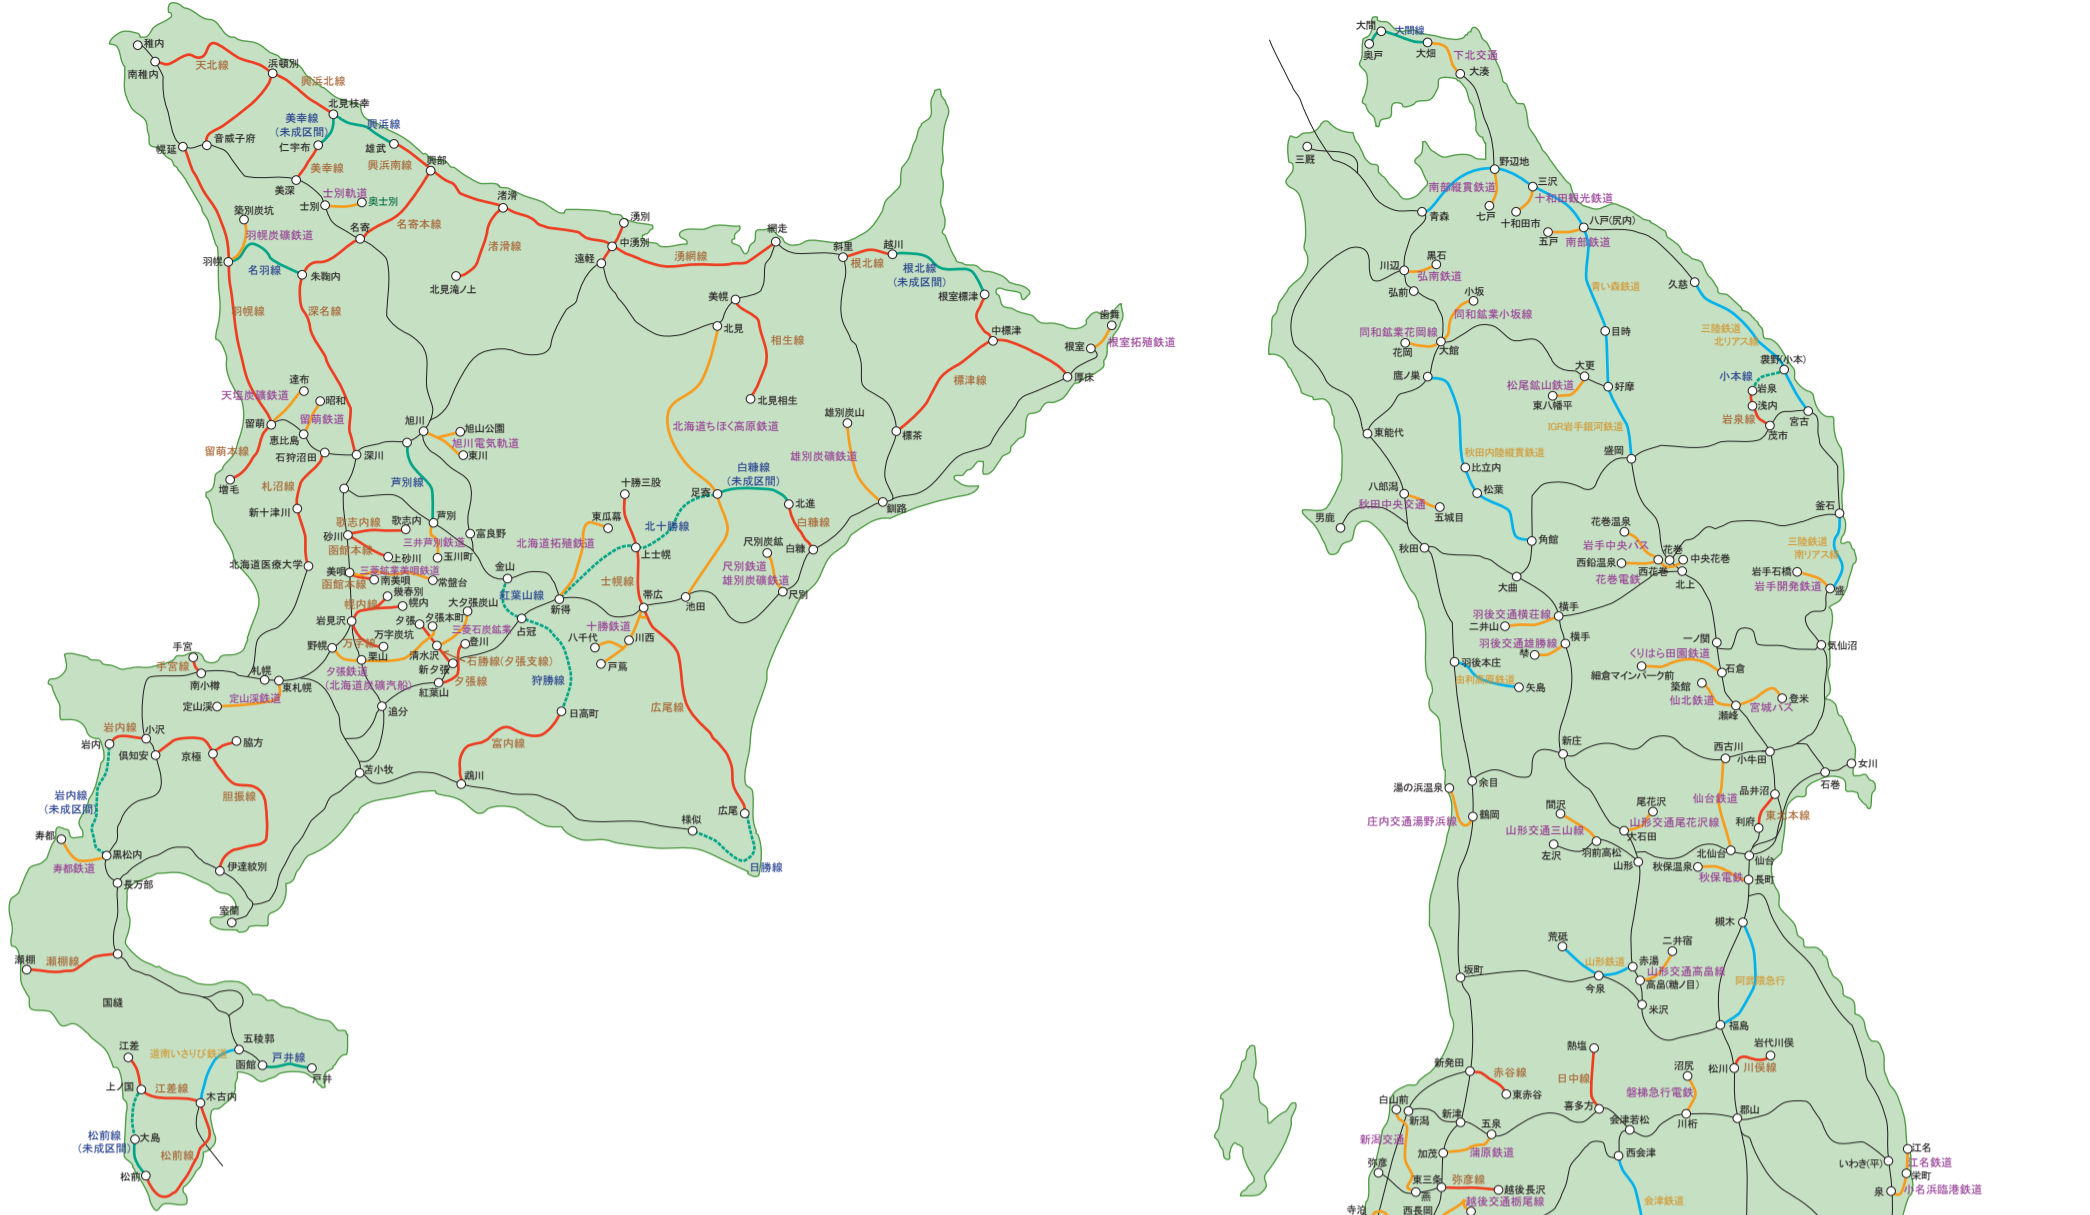 稚内
南稚内
天北線
浜頓別
興浜北線
北見枝幸
美幸線
(未成区間)
興浜線
音威子府
幌延
仁宇布
雄武
興浜南線
興部
美幸線
美深
士別軌道
士別
奥士別
渚滑
築別炭坑
羽幌炭礦鉄道
名寄
名寄本線
渚滑線
湧別
中湧別
網走
羽幌
名羽線
朱鞠内
北見滝ノ上
遠軽
湧網線
斜里
越川
根北線
根北線
(未成区間)
根室標津
羽幌線
深名線
美幌
北見
相生線
中標津
歯舞
根室
根室拓殖鉄道
厚床
標津線
達布
天塩炭礦鉄道
昭和
留萌鉄道
留萌
恵比島
北見相生
旭川
旭山公園
旭川電気軌道
東川
北海道ちほく高原鉄道
雄別炭山
標茶
留萌本線
石狩沼田
深川
雄別炭礦鉄道
増毛
札沼線
芦別線
白糠線
(未成区間)
足寄
北進
釧路
新十津川
歌志内線
歌志内
芦別
富良野
十勝三股
東瓜幕
北十勝線
白糠線
砂川
函館本線
上砂川
三井芦別鉄道
玉川町
北海道拓殖鉄道
上士幌
尺別炭鉱
白糠
北海道医療大学
美唄
三菱鉱業美唄鉄道
南美唄
常盤台
函館本線
金山
士幌線
尺別鉄道
雄別炭礦鉄道
幾春別
幌内線
幌内
大夕張炭山
紅葉山線
新得
帯広
池田
尺別
岩見沢
夕張
夕張本町
三菱石炭鉱業
占冠
十勝鉄道
八千代
川西
戸蔦
野幌
万字線
万字炭坑
登川
清水沢
栗山
新夕張
石勝線(夕張支線)
夕張線
夕張鉄道
(北海道炭礦汽船)
紅葉山
狩勝線
手宮
手宮線
南小樽
札幌
東札幌
定山渓
定山渓鉄道
追分
日高町
広尾線
岩内線
小沢
岩内
倶知安
京極
脇方
富内線
苫小牧
鵡川
胆振線
岩内線
(未成区間)
広尾
様似
日勝線
寿都
寿都鉄道
黒松内
伊達紋別
長万部
室蘭
瀬棚
瀬棚線
国縫
江差
道南いさりび鉄道
五稜郭
函館
戸井線
戸井
上ノ国
江差線
木古内
松前線
(未成区間)
大島
松前線
松前
大間
大間線
奥戸
大畑
下北交通
大湊
三厩
野辺地
南部縦貫鉄道
三沢
十和田観光鉄道
青森
七戸
十和田市
八戸(尻内)
五戸
南部鉄道
川辺
黒石
弘南鉄道
弘前
青い森鉄道
久慈
小坂
同和鉱業小坂線
同和鉱業花岡線
花岡
大館
目時
三陸鉄道
北リアス線
大更
松尾鉱山鉄道
東八幡平
好摩
小本線
岩泉
浅内
宮古
岩泉線
茂市
鷹ノ巣
IGR岩手銀河鉄道
東能代
秋田内陸縦貫鉄道
比立内
松葉
盛岡
八郎潟
秋田中央交通
五城目
男鹿
花巻温泉
釜石
秋田
角館
岩手中央バス
花巻
中央花巻
西鉛温泉
西花巻
花巻電鉄
三陸鉄道
南リアス線
岩手石橋
岩手開発鉄道
盛
大曲
北上
羽後交通横荘線
横手
二井山
羽後交通雄勝線
横手
梺
一ノ関
くりはら田園鉄道
細倉マインパーク前
石倉
気仙沼
羽後本庄
由利高原鉄道
矢島
築館
仙北鉄道
瀬峰
宮城バス
登米
新庄
西古川
小牛田
女川
石巻
湯の浜温泉
余目
品井沼
間沢
尾花沢
仙台鉄道
庄内交通湯野浜線
鶴岡
山形交通三山線
山形交通尾花沢線
大石田
利府
東北本線
左沢
羽前高松
山形
秋保温泉
北仙台
仙台
秋保電鉄
長町
荒砥
二井宿
槻木
坂町
山形鉄道
赤湯
山形交通高畠線
今泉
高畠(糖ノ目)
米沢
阿武隈急行
福島
熱塩
岩代川俣
沼尻
松川
川俣線
新発田
赤谷線
東赤谷
日中線
磐梯急行電鉄
白山前
新潟
新津
五泉
喜多方
会津若松
川桁
郡山
新潟交通
加茂
蒲原鉄道
西会津
いわき(平)
江名
江名鉄道
栄町
泉
小名浜臨港鉄道
弥彦
東三条
弥彦線
越後長沢
燕
越後交通栃尾線
寺泊
西長岡
会津鉄道